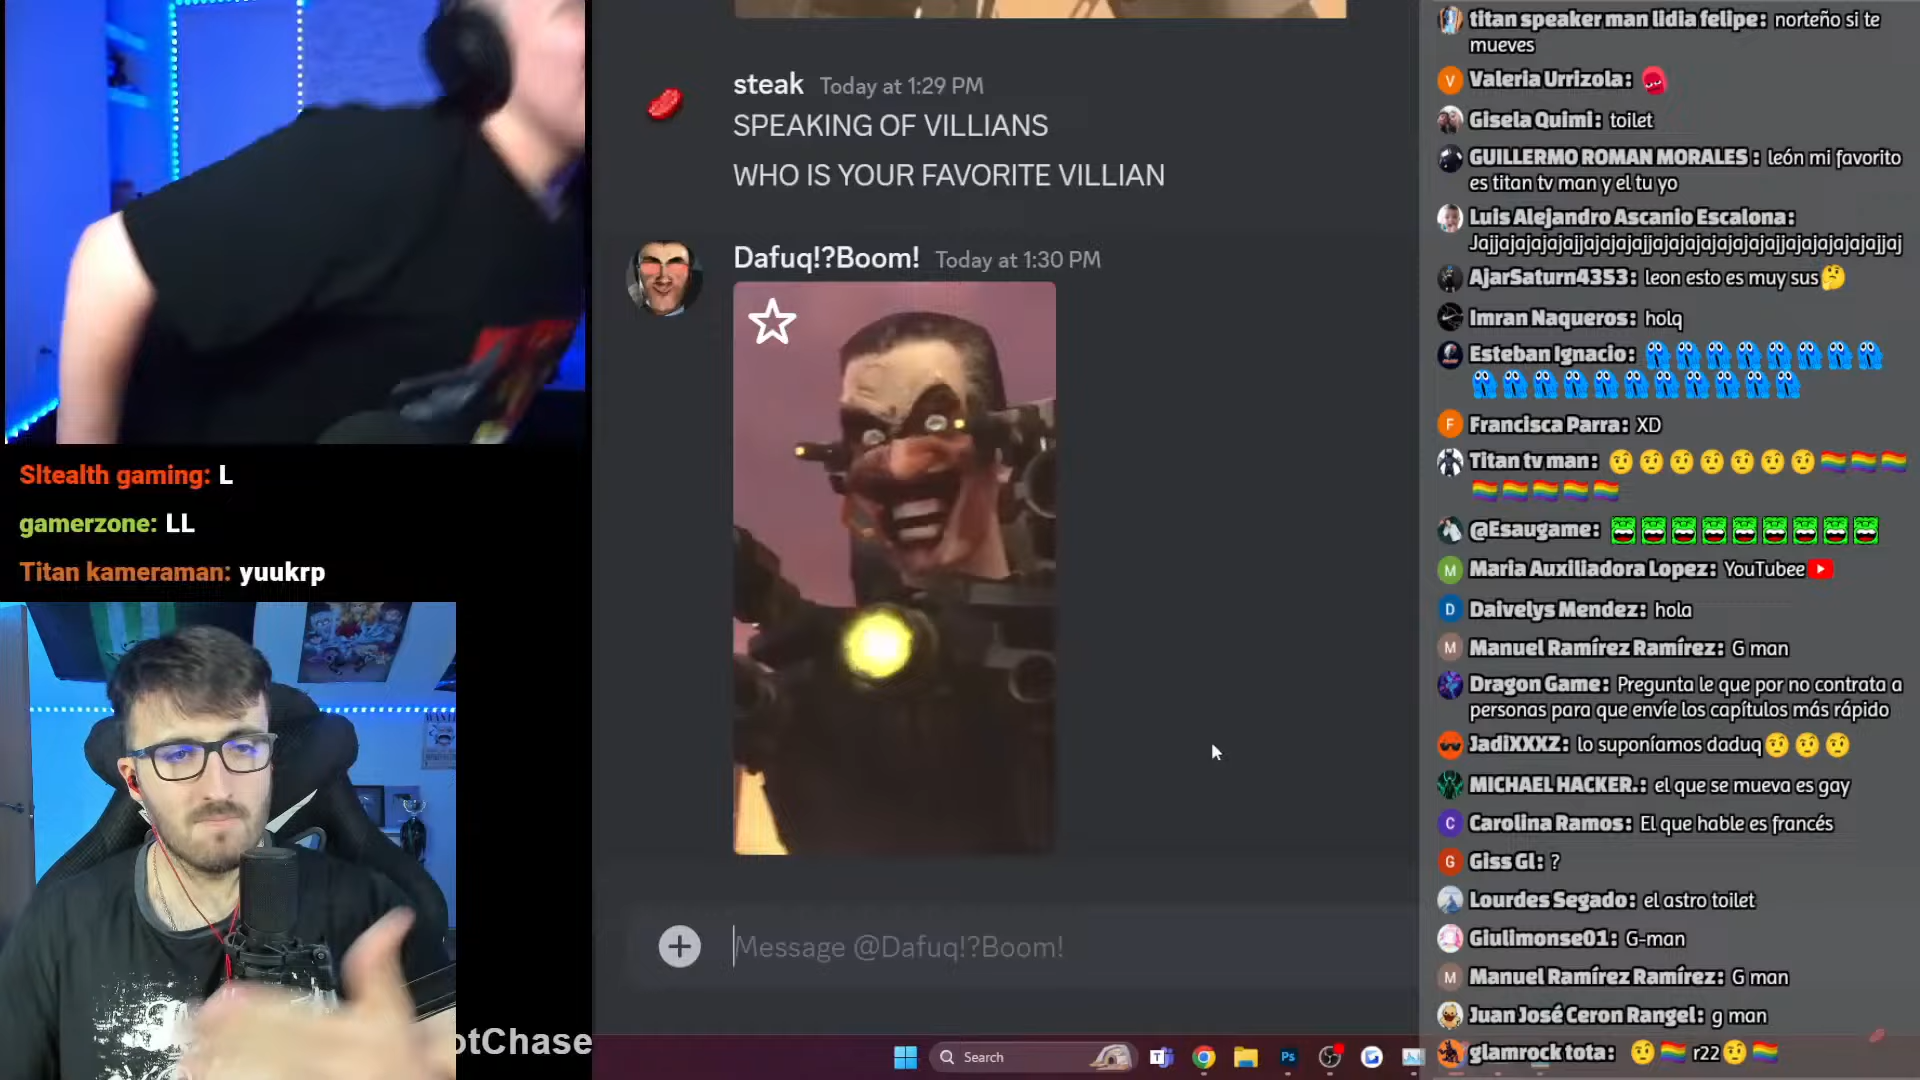 steak Today at 1:29 PM
SPEAKING OF VILLIANS
WHO IS YOUR FAVORITE VILLIAN
Dafuq!?Boom! Today at 1:30 PM
Message @Dafuq!?Boom!
Sltealth gaming: L
gamerzone: LL
Titan kameraman: yuukrp
otChase
Search
titan speaker man lidia felipe: norteño si te
mueves
Valeria Urrizola:
Gisela Quimi: toilet
GUILLERMO ROMAN MORALES : león mi favorito
es titan tv man y el tu yo
Luis Alejandro Ascanio Escalona:
AjarSaturn4353: leon esto es muy sus🤔
Imran Naqueros: holq
Esteban Ignacio:
Francisca Parra: XD
Titan tv man: 🤨🤨🤨🤨🤨🤨🤨🏳️‍🌈🏳️‍🌈🏳️‍🌈
🏳️‍🌈🏳️‍🌈🏳️‍🌈🏳️‍🌈🏳️‍🌈
@Esaugame:
Maria Auxiliadora Lopez: YouTubee
Daivelys Mendez: hola
Manuel Ramírez Ramírez: G man
Dragon Game: Pregunta le que por no contrata a
personas para que envíe los capítulos más rápido
JadiXXXZ: lo suponíamos daduq🤨🤨🤨
MICHAEL HACKER.: el que se mueva es gay
Carolina Ramos: El que hable es francés
Giss Gl: ?
Lourdes Segado: el astro toilet
Giulimonse01: G-man
Manuel Ramírez Ramírez: G man
Juan José Ceron Rangel: g man
glamrock tota: 🤨🏳️‍🌈 r22🤨🏳️‍🌈